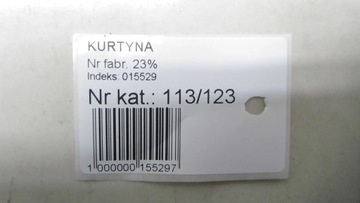 KURTYNA
Nr fabr. 23%
Indeks: 015529
Nr kat.: 113/123
1 000000 155297